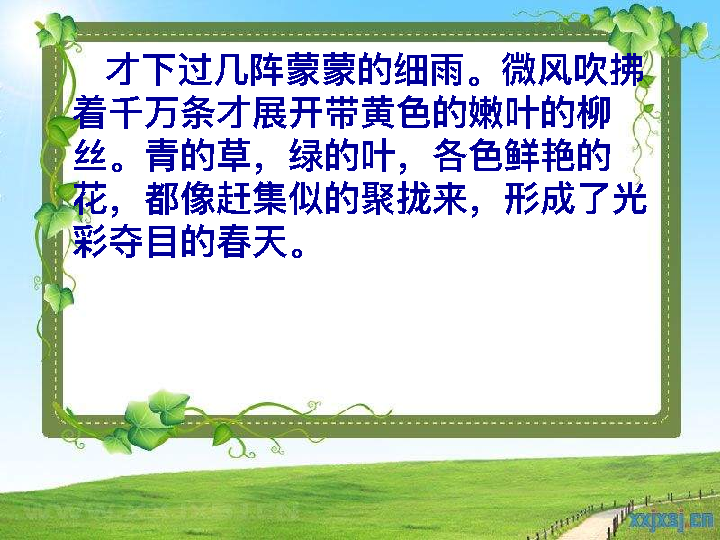 才下过几阵蒙蒙的细雨。微风吹拂
着千万条才展开带黄色的嫩叶的柳
丝。青的草，绿的叶，各色鲜艳的
花，都像赶集似的聚拢来，形成了光
彩夺目的春天。
xxjxsj.cn